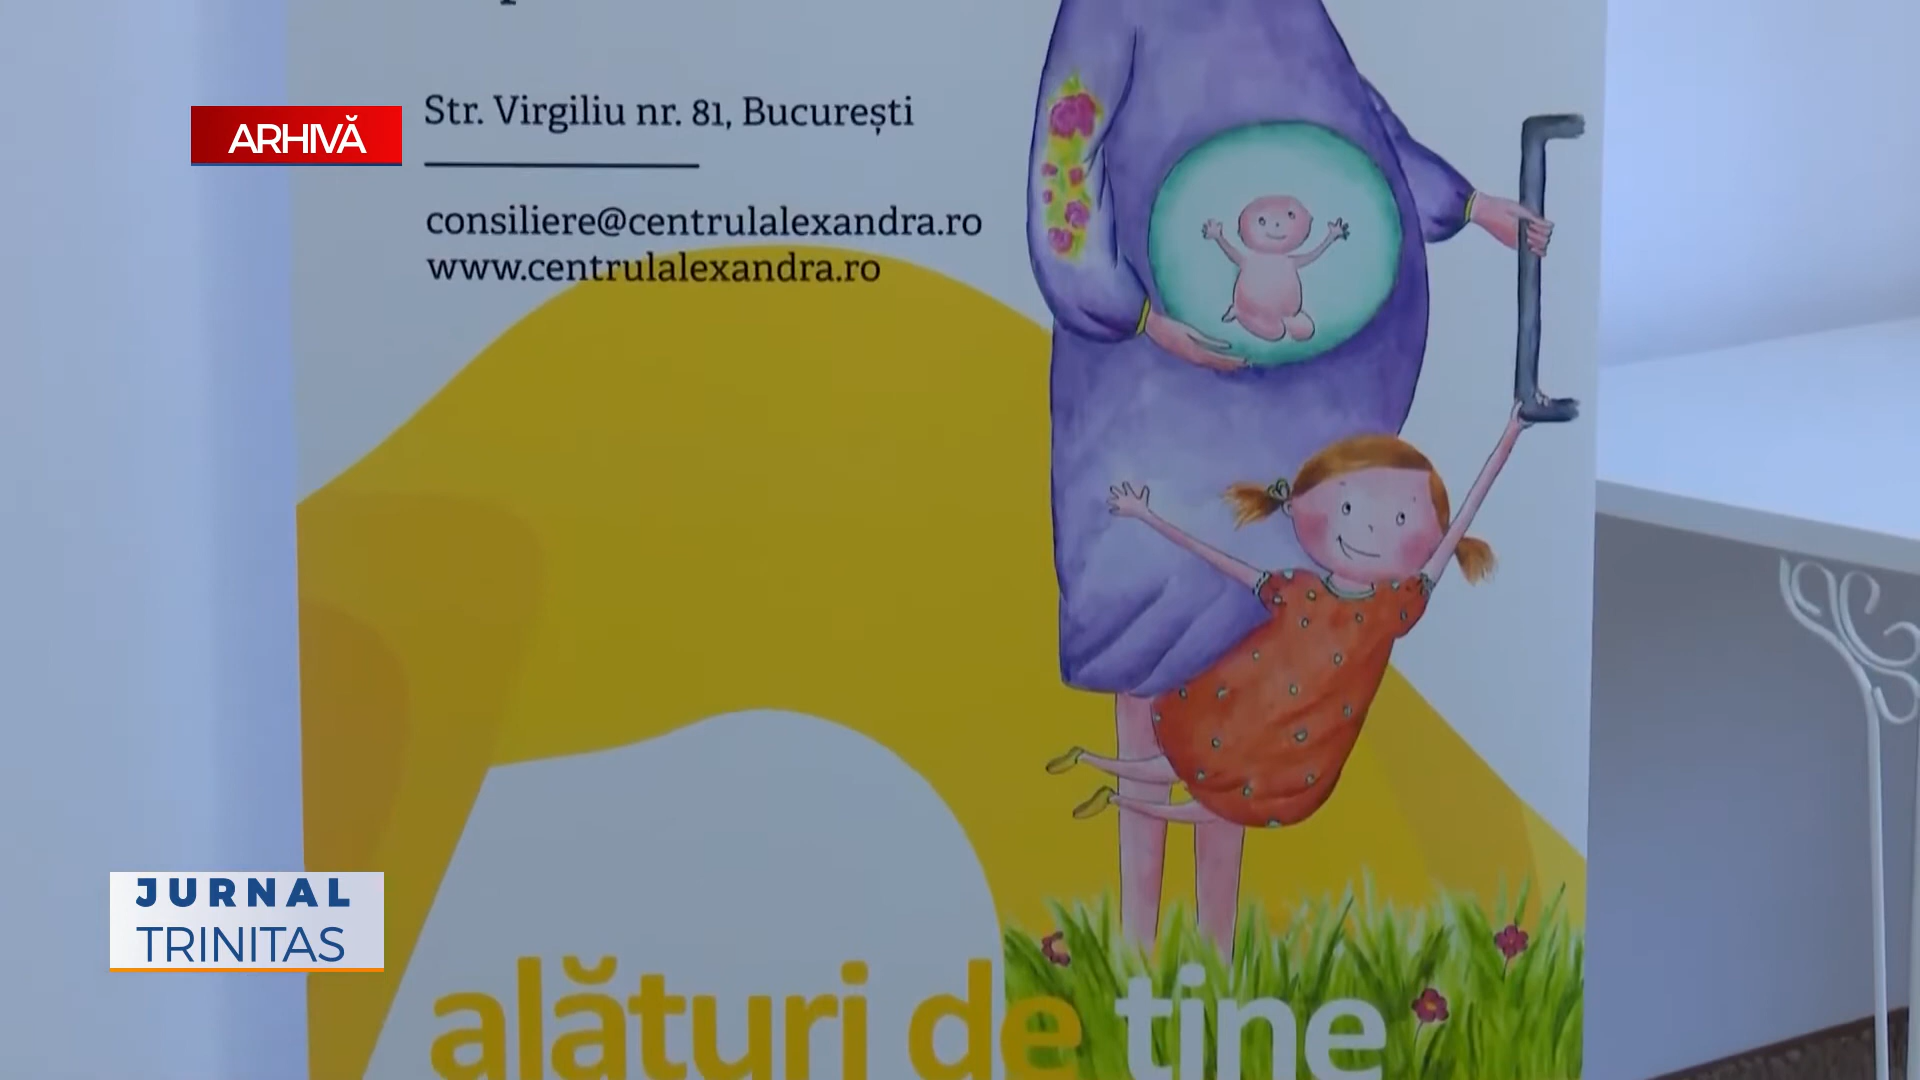 Str. Virgiliu nr. 81, București
ARHIVĂ
consiliere@centrulalexandra.ro
www.centrulalexandra.ro
JURNAL
TRINITAS
alături de tine